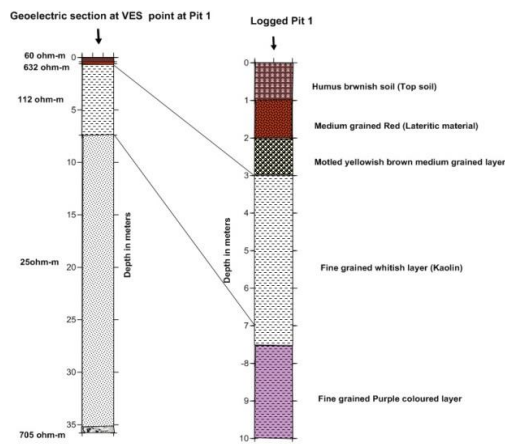 Geoelectric section at VES point at Pit 1
60 ohm-m
632 ohm-m
112 ohm-m
25ohm-m
705 ohm-m
0
5
10
15
20
25
30
35
Depth in meters
Logged Pit 1
0
1
2
3
4
5
6
7
-8
9
10
Depth in meters
Humus brwnish soil (Top soil)
Medium grained Red (Lateritic material)
Motled yellowish brown medium grained layer
Fine grained whitish layer (Kaolin)
Fine grained Purple coloured layer